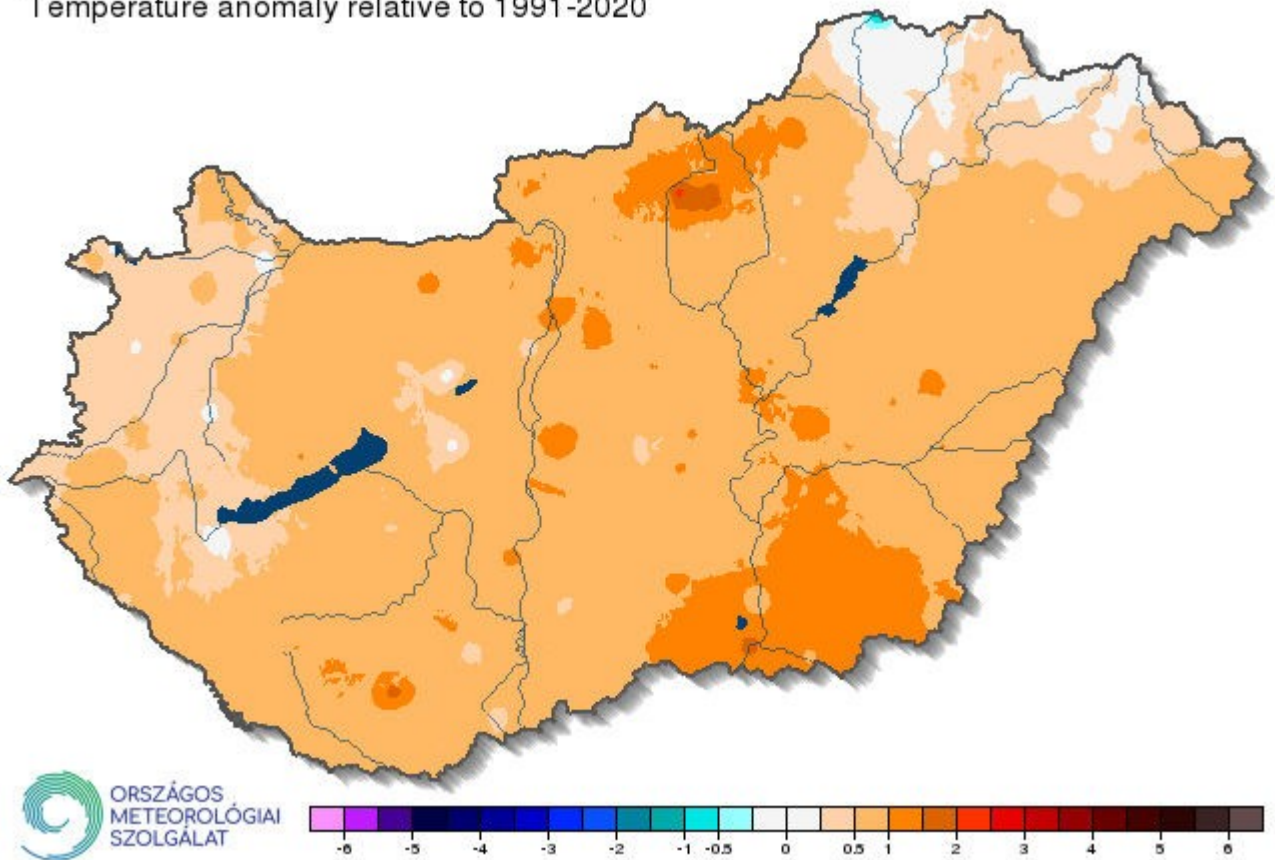 Temperature anomaly relative to 1991-2020
ORSZÁGOS
METEOROLÓGIAI
SZOLGÁLAT
-6 -5 -4 -3 -2 -1 -0.5 0 0.5 1 2 3 4 5 6